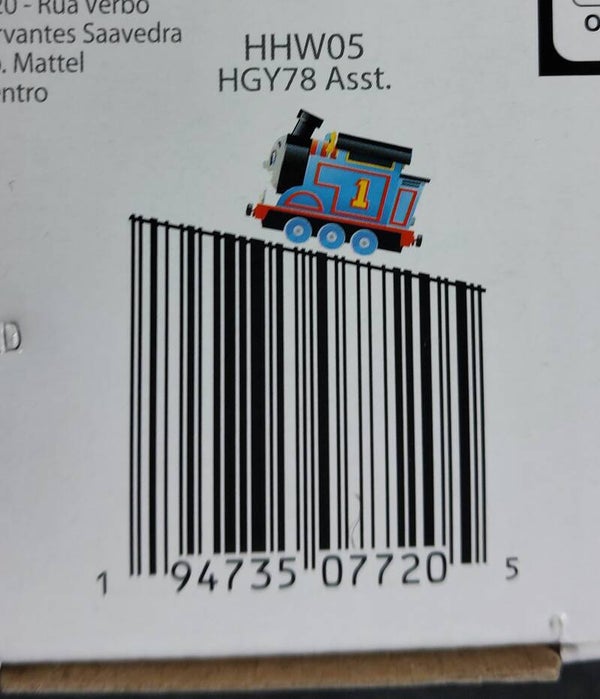 20 - Rua Verbo
rvantes Saavedra
. Mattel
ntro
HHW05
HGY78 Asst.
1
1 94735 07720 5
D